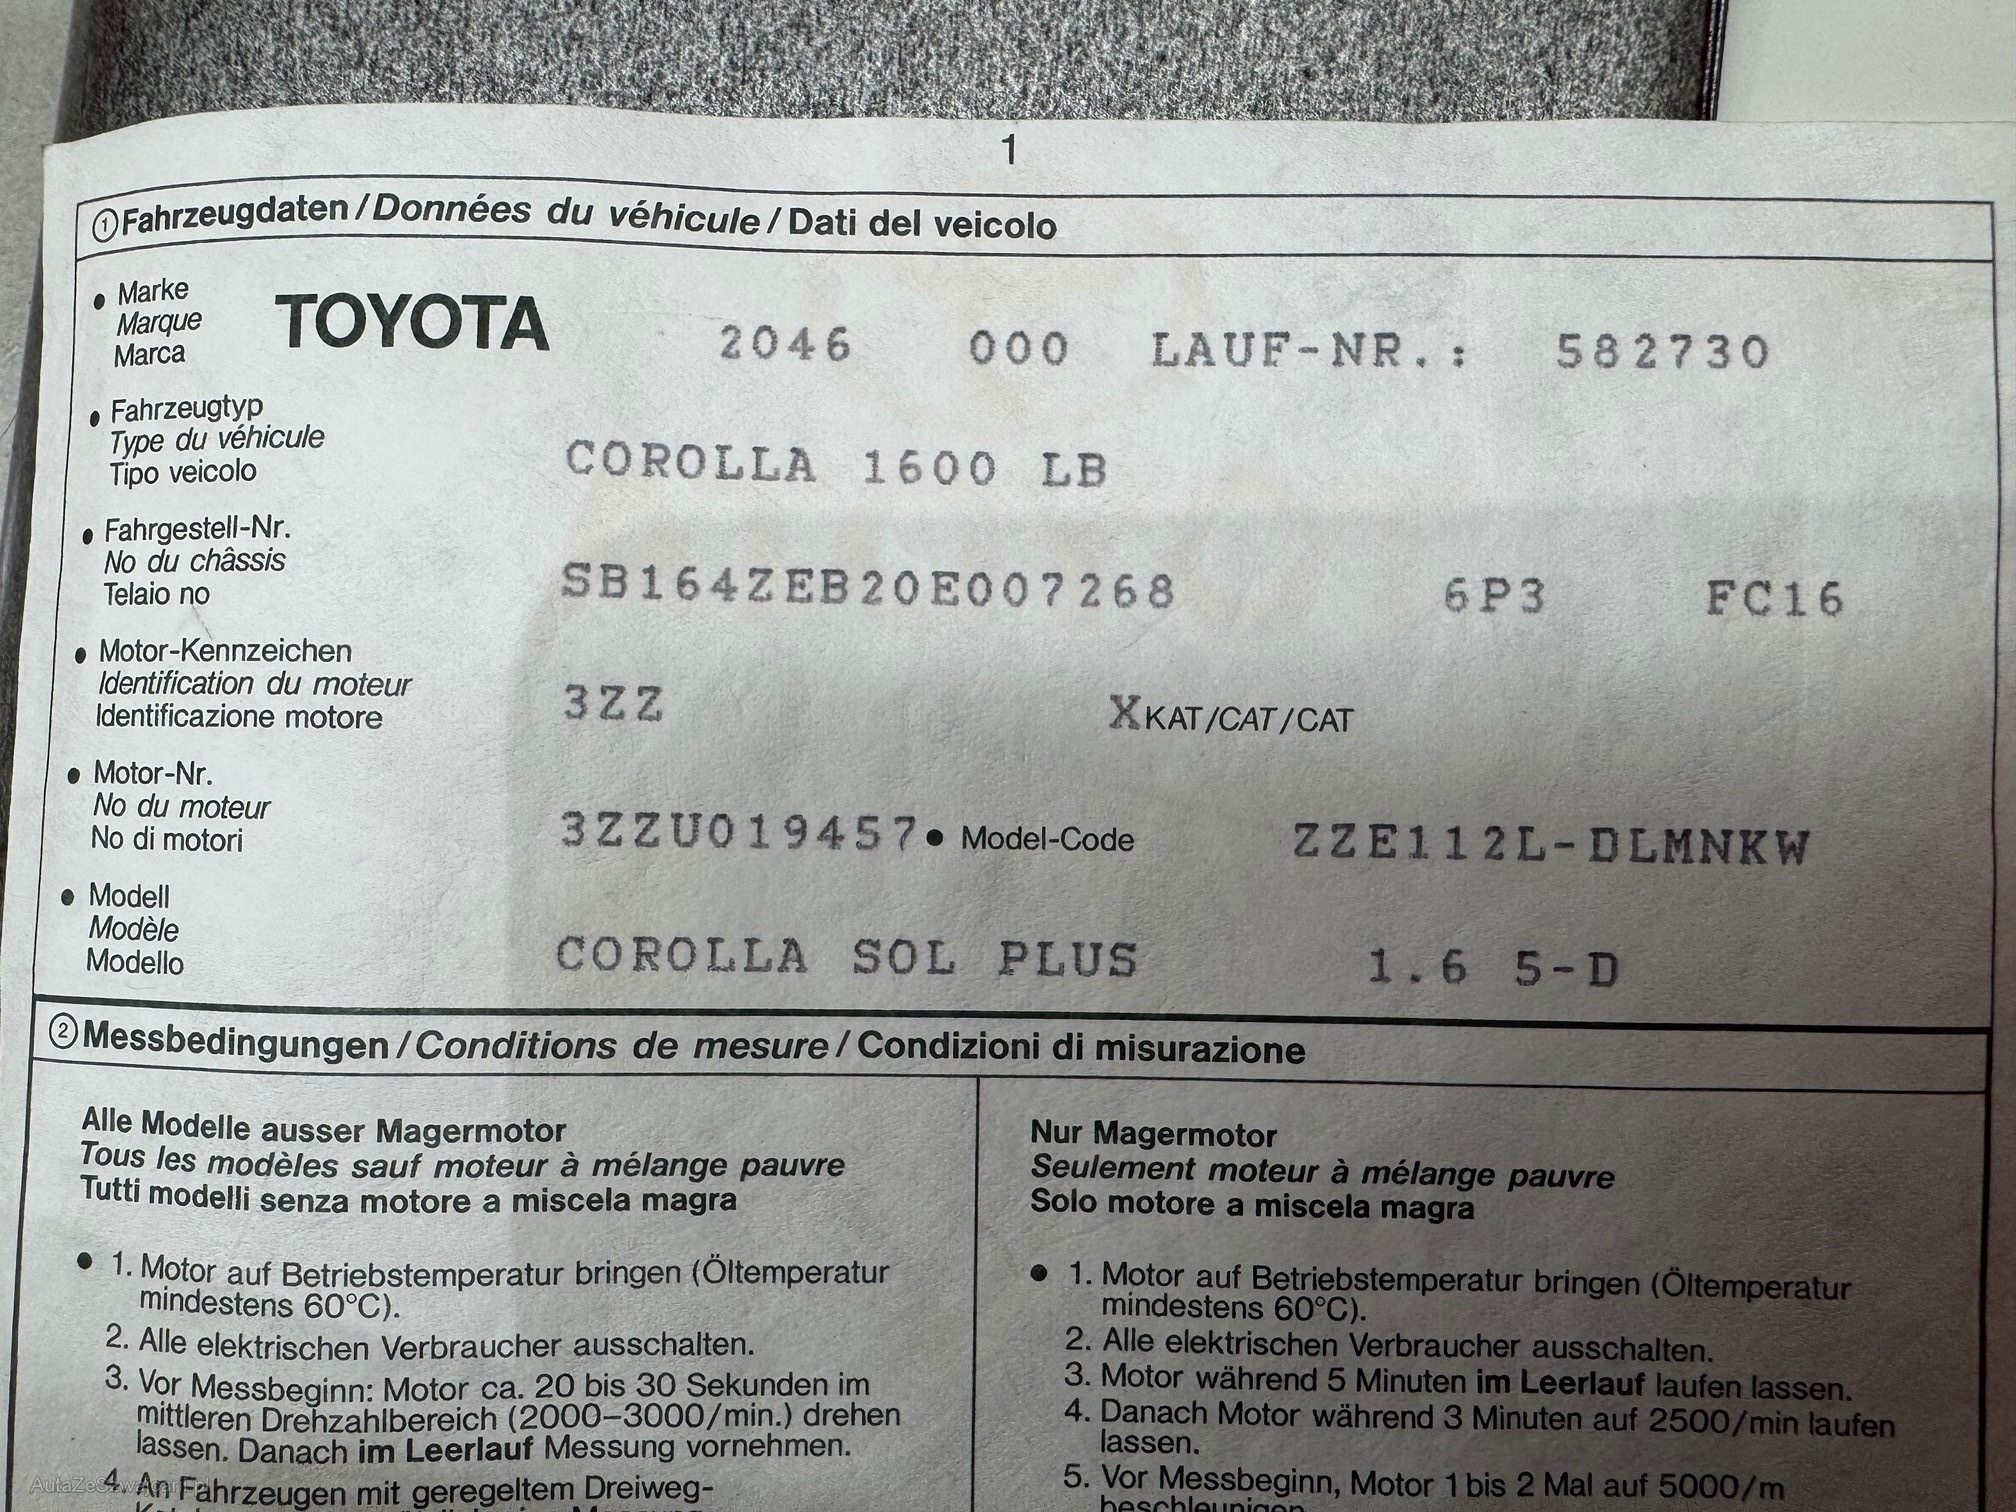 1
① Fahrzeugdaten / Données du véhicule / Dati del veicolo
• Marke
Marque
Marca
TOYOTA 2046 000 LAUF-NR.: 582730
• Fahrzeugtyp
Type du véhicule
Tipo veicolo
COROLLA 1600 LB
• Fahrgestell-Nr.
No du châssis
Telaio no
SB164ZEB20E007268 6P3 FC16
• Motor-Kennzeichen
Identification du moteur
Identificazione motore
3ZZ XKAT/CAT/CAT
• Motor-Nr.
No du moteur
No di motori
3ZZU019457 • Model-Code ZZE112L-DLMNKW
• Modell
Modèle
Modello
COROLLA SOL PLUS 1.6 5-D
② Messbedingungen / Conditions de mesure / Condizioni di misurazione
Alle Modelle ausser Magermotor
Tous les modèles sauf moteur à mélange pauvre
Tutti modelli senza motore a miscela magra
• 1. Motor auf Betriebstemperatur bringen (Öltemperatur
mindestens 60°C).
2. Alle elektrischen Verbraucher ausschalten.
3. Vor Messbeginn: Motor ca. 20 bis 30 Sekunden im
mittleren Drehzahlbereich (2000–3000/min.) drehen
lassen. Danach im Leerlauf Messung vornehmen.
4. An Fahrzeugen mit geregeltem Dreiweg-
Nur Magermotor
Seulement moteur à mélange pauvre
Solo motore a miscela magra
• 1. Motor auf Betriebstemperatur bringen (Öltemperatur
mindestens 60°C).
2. Alle elektrischen Verbraucher ausschalten.
3. Motor während 5 Minuten im Leerlauf laufen lassen.
4. Danach Motor während 3 Minuten auf 2500/min laufen
lassen.
5. Vor Messbeginn, Motor 1 bis 2 Mal auf 5000/m
beschleunigen